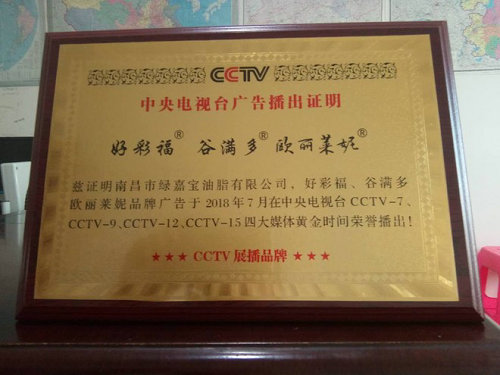 CCTV
中央电视台广告播出证明
好彩福® 谷满多® 欧丽莱妮®
兹证明南昌市绿嘉宝油脂有限公司，好彩福、谷满多
欧丽莱妮品牌广告于2018年7月在中央电视台CCTV-7、
CCTV-9、CCTV-12、CCTV-15四大媒体黄金时间荣誉播出！
★★★ CCTV展播品牌 ★★★